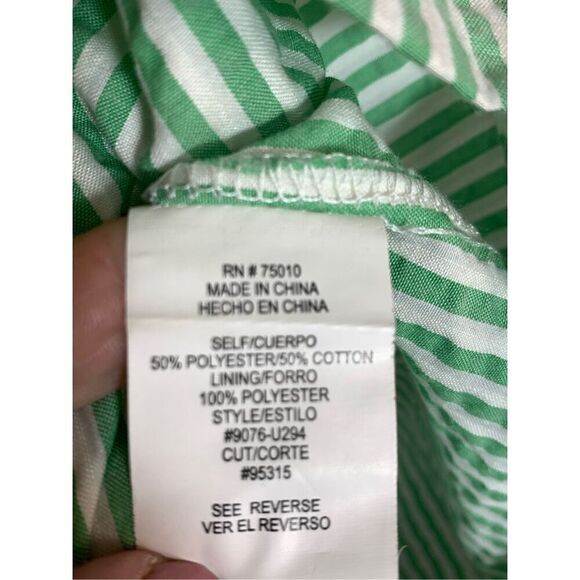 RN # 75010
MADE IN CHINA
HECHO EN CHINA
SELF/CUERPO
50% POLYESTER/50% COTTON
LINING/FORRO
100% POLYESTER
STYLE/ESTILO
#9076-U294
CUT/CORTE
#95315
SEE REVERSE
VER EL REVERSO